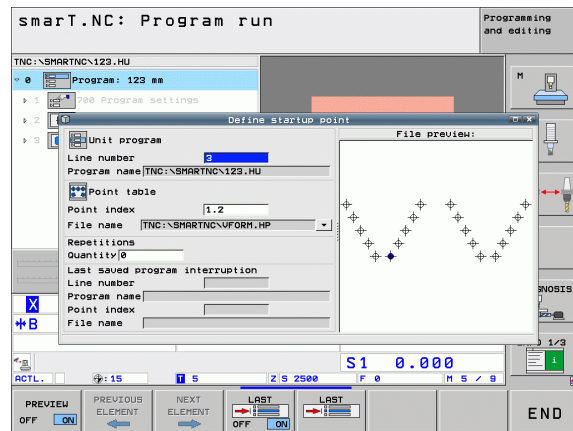 smarT.NC: Program run
Programming
and editing
TNC:\SMARTNC\123.HU
0 Program: 123 mm
M
1 700 Program settings
2
3
Define startup point
Unit program
Line number 3
Program name TNC:\SMARTNC\123.HU
Point table
Point index 1.2
File name TNC:\SMARTNC\VFORM.HP
Repetitions
Quantity 0
Last saved program interruption
Line number
Program name
Point index
File name
File preview:
X
B
NOSIS
1/3
S1 0.000
ACTL. :15 T 5 Z S 2500 F 0 M 5 / 9
PREVIEW
OFF ON
PREVIOUS
ELEMENT
NEXT
ELEMENT
LAST
OFF ON
LAST
END